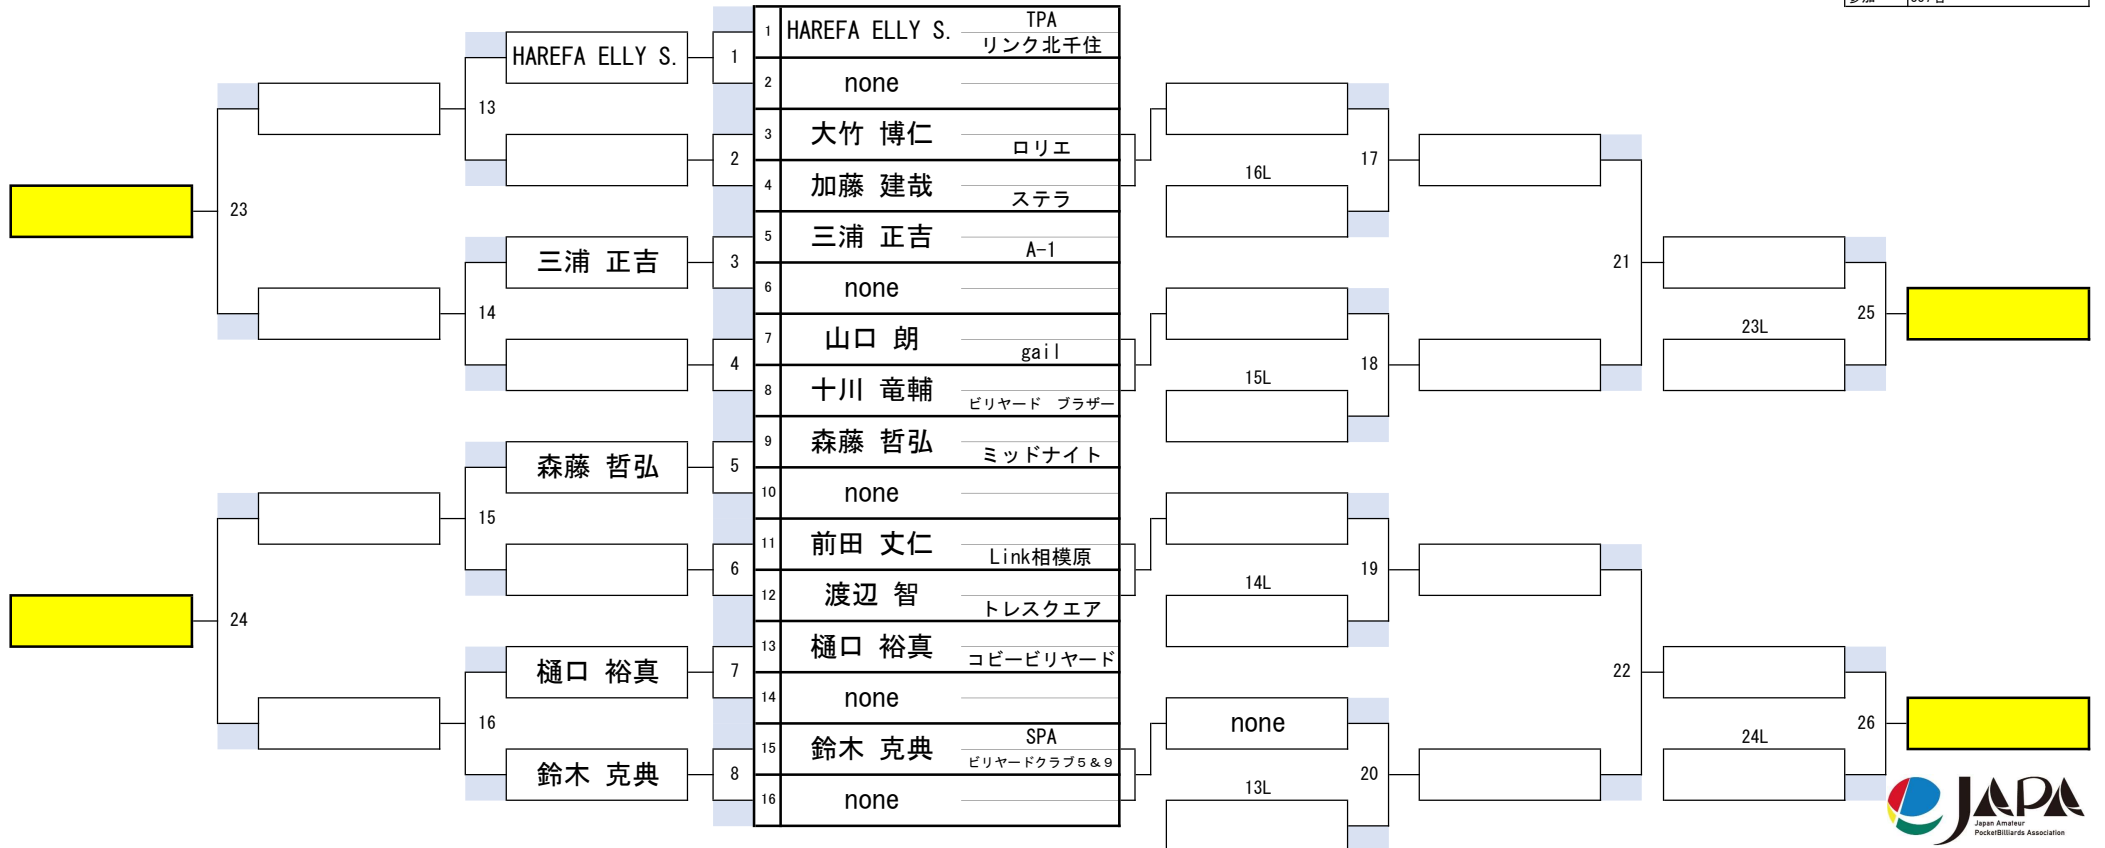 HAREFA ELLY S.
1
13
2
23
三浦 正吉
3
14
4
森藤 哲弘
5
15
6
24
樋口 裕真
7
16
鈴木 克典
8
1 HAREFA ELLY S. TPA
リンク北千住
2 none
3 大竹 博仁 ロリエ
4 加藤 建哉 ステラ
5 三浦 正吉 A-1
6 none
7 山口 朗 gail
8 十川 竜輔 ビリヤード ブラザー
9 森藤 哲弘 ミッドナイト
10 none
11 前田 丈仁 Link相模原
12 渡辺 智 トレスクエア
13 樋口 裕真 コビービリヤード
14 none
15 鈴木 克典 SPA
ビリヤードクラブ5&9
16 none
17
16L
21
18
15L
23L
25
19
14L
22
none
20
13L
24L
26
JAPA
Japan Amateur
PocketBilliards Association